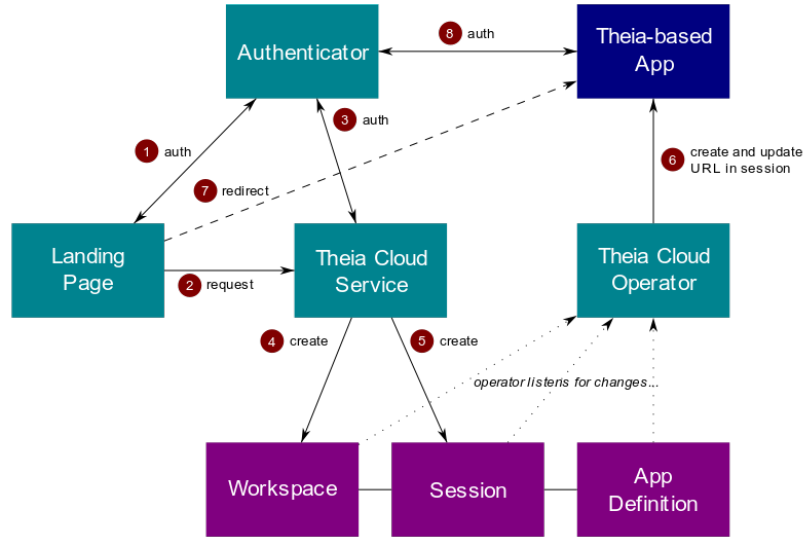 Authenticator
8 auth
Theia-based
App
1 auth
3 auth
7 redirect
6 create and update
URL in session
Landing
Page
2 request
Theia Cloud
Service
Theia Cloud
Operator
4 create
5 create
operator listens for changes...
Workspace
Session
App
Definition